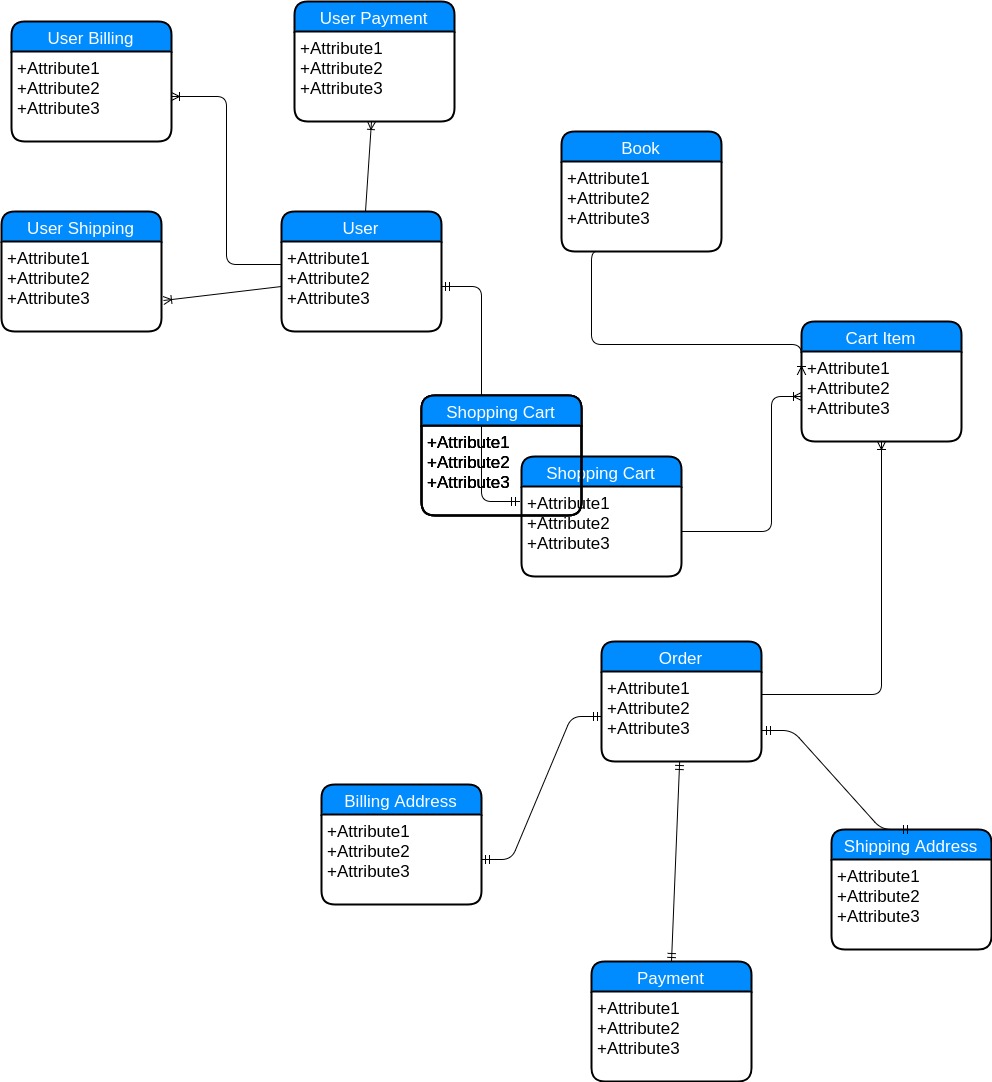 User Payment
+Attribute1
+Attribute2
+Attribute3
User Billing
+Attribute1
+Attribute2
+Attribute3
Book
+Attribute1
+Attribute2
+Attribute3
User Shipping
+Attribute1
+Attribute2
+Attribute3
User
+Attribute1
+Attribute2
+Attribute3
Cart Item
+Attribute1
+Attribute2
+Attribute3
Shopping Cart
+Attribute1
+Attribute2
+Attribute3
Shopping Cart
+Attribute1
+Attribute2
+Attribute3
Order
+Attribute1
+Attribute2
+Attribute3
Billing Address
+Attribute1
+Attribute2
+Attribute3
Shipping Address
+Attribute1
+Attribute2
+Attribute3
Payment
+Attribute1
+Attribute2
+Attribute3